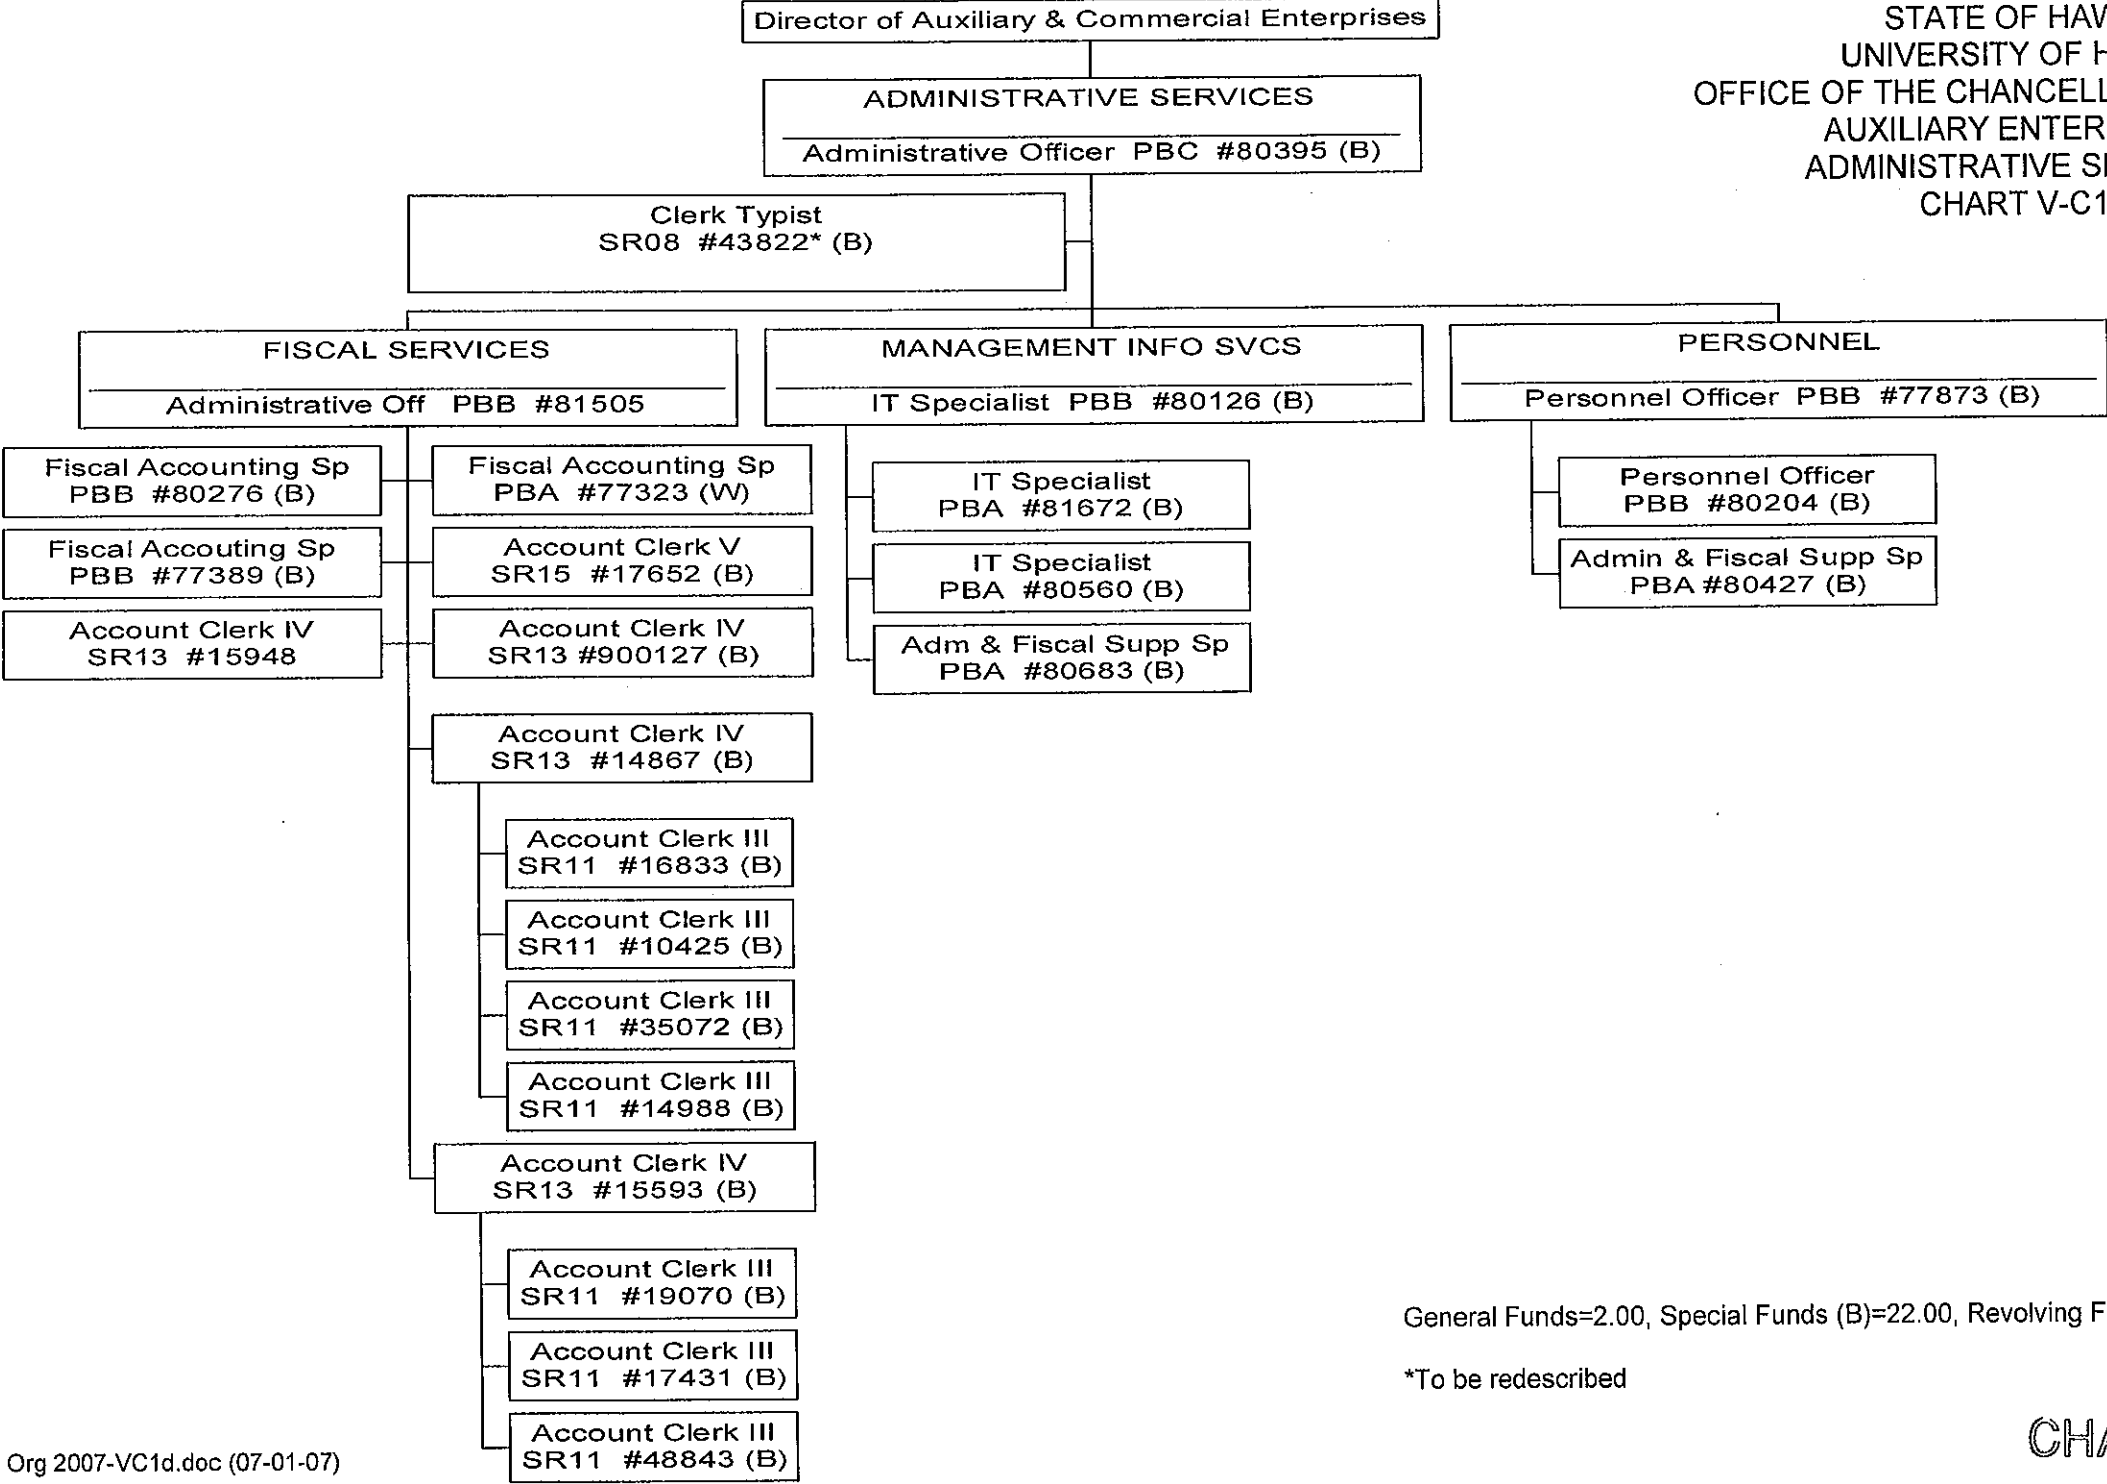 Director of Auxiliary & Commercial Enterprises
STATE OF
UNIVERSITY OF
OFFICE OF THE
AUXILIARY
ADMINISTRATIVE
CHART V-C1
ADMINISTRATIVE SERVICES
Administrative Officer PBC #80395 (B)
Clerk Typist
SR08 #43822* (B)
FISCAL SERVICES
Administrative Off PBB #81505
MANAGEMENT INFO SVCS
IT Specialist PBB #80126 (B)
PERSONNEL
Personnel Officer PBB #77873 (B)
Fiscal Accounting Sp
PBB #80276 (B)
Fiscal Accounting Sp
PBA #77323 (W)
Fiscal Accouting Sp
PBB #77389 (B)
Account Clerk V
SR15 #17652 (B)
Account Clerk IV
SR13 #15948
Account Clerk IV
SR13 #900127 (B)
Account Clerk IV
SR13 #14867 (B)
Account Clerk III
SR11 #16833 (B)
Account Clerk III
SR11 #10425 (B)
Account Clerk III
SR11 #35072 (B)
Account Clerk III
SR11 #14988 (B)
Account Clerk IV
SR13 #15593 (B)
Account Clerk III
SR11 #19070 (B)
Account Clerk III
SR11 #17431 (B)
Account Clerk III
SR11 #48843 (B)
IT Specialist
PBA #81672 (B)
IT Specialist
PBA #80560 (B)
Adm & Fiscal Supp Sp
PBA #80683 (B)
Personnel Officer
PBB #80204 (B)
Admin & Fiscal Supp Sp
PBA #80427 (B)
General Funds=2.00, Special Funds (B)=22.00, Revolving
*To be redescribed
Org 2007-VC1d.doc (07-01-07)